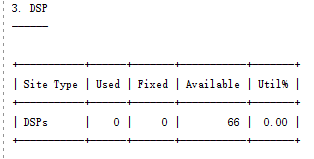 3. DSP
------
+-----------+------+-------+-----------+-------+
| Site Type | Used | Fixed | Available | Util% |
+-----------+------+-------+-----------+-------+
| DSPs      |    0 |     0 |        66 |  0.00 |
+-----------+------+-------+-----------+-------+